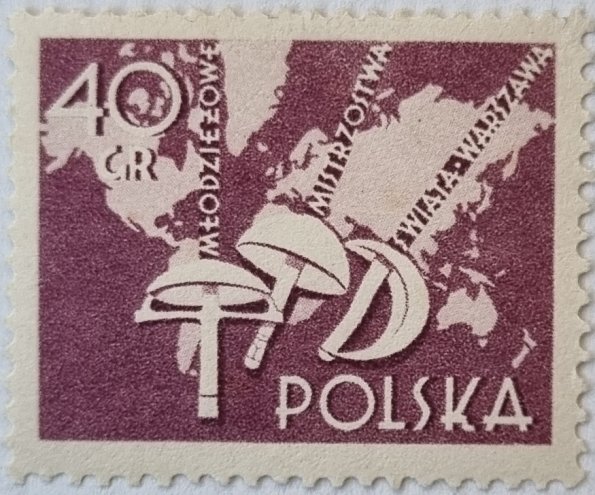 40
GR
MŁODZIEŻOWE
MISTRZOSTWA
ŚWIATA-WARSZAWA
POLSKA